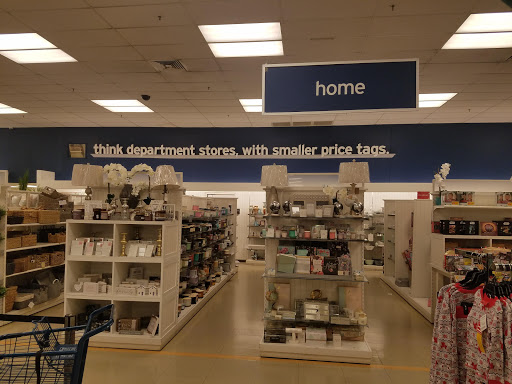 home
think department stores, with smaller price tags.